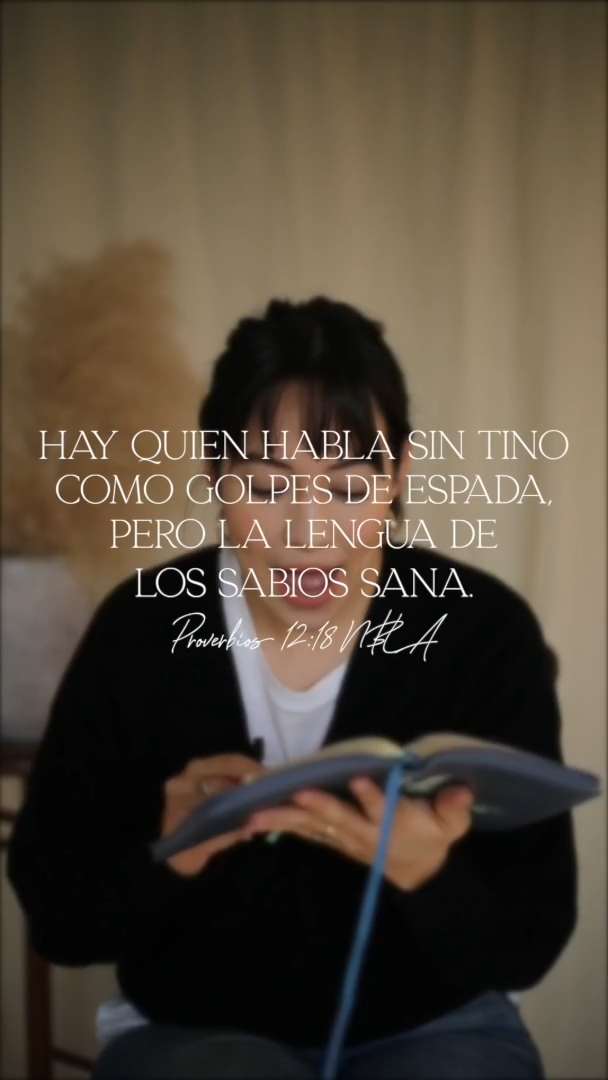 HAY QUIEN HABLA SIN TINO
COMO GOLPES DE ESPADA,
PERO LA LENGUA DE
LOS SABIOS SANA.
Proverbios 12:18 NBLA